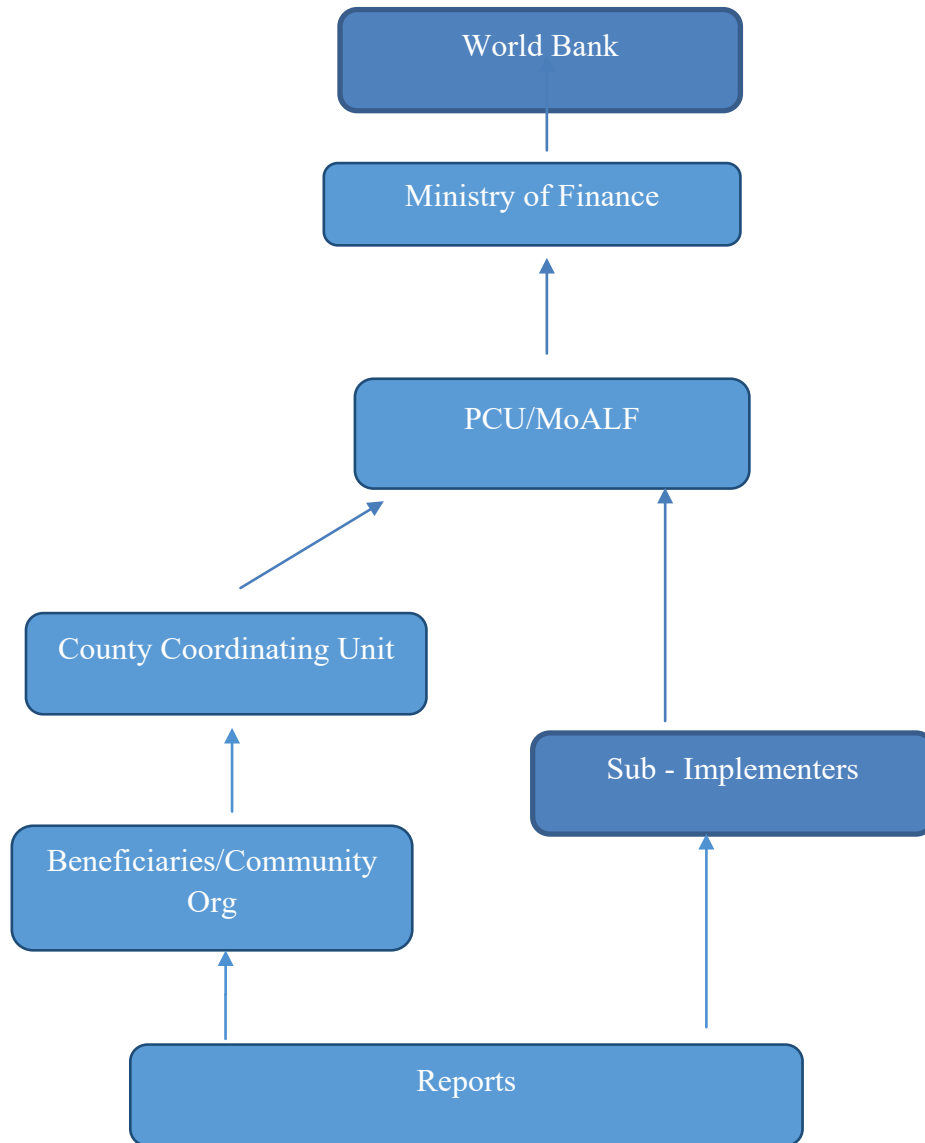 World Bank
Ministry of Finance
PCU/MoALF
County Coordinating Unit
Sub - Implementers
Beneficiaries/Community
Org
Reports